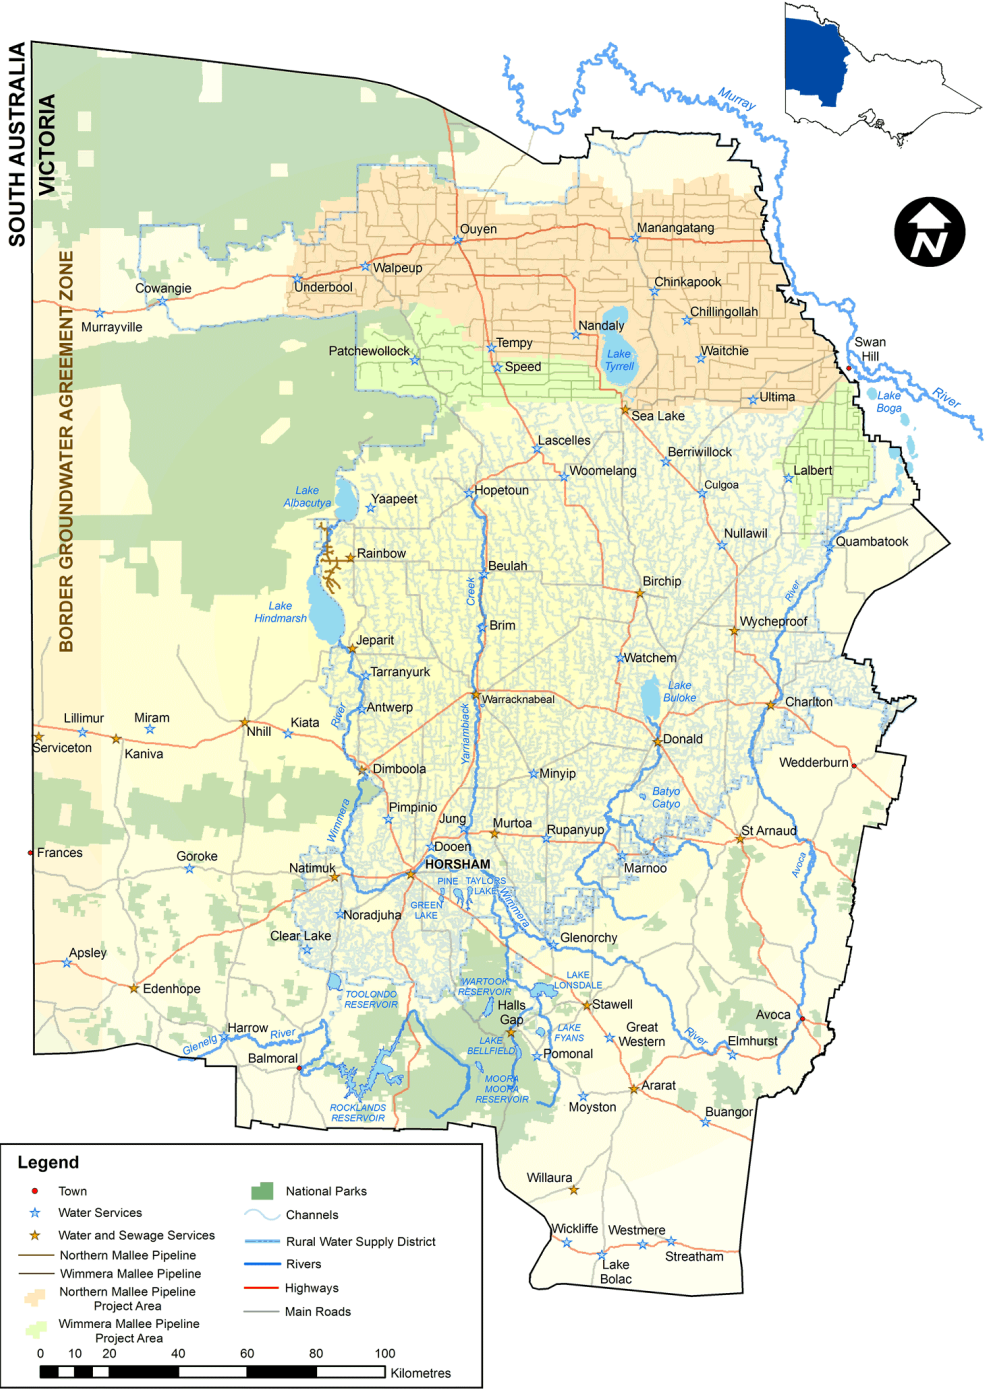 SOUTH AUSTRALIA
VICTORIA
BORDER GROUNDWATER AGREEMENT ZONE
Murray
N
Ouyen
Manangatang
Walpeup
Cowangie
Underbool
Chinkapook
Murrayville
Chillingollah
Nandaly
Swan
Hill
Patchewollock
Tempy
Lake
Tyrrell
Waitchie
Speed
River
Lake
Boga
Ultima
Sea Lake
Lascelles
Berriwillock
Woomelang
Lalbert
Lake
Albacutya
Yaapeet
Hopetoun
Culgoa
Nullawil
Quambatook
Rainbow
Beulah
Creek
Birchip
River
Lake
Hindmarsh
Brim
Wycheproof
Jeparit
Tarranyurk
Watchem
Warracknabeal
Lake
Buloke
River
Antwerp
Charlton
Lillimur
Miram
Kiata
Nhill
Yarriambiack
Serviceton
Kaniva
Donald
Dimboola
Minyip
Wedderburn
Batyo
Catyo
Pimpinio
Wimmera
Jung
Murtoa
Rupanyup
St Arnaud
Dooen
Frances
Goroke
Natimuk
HORSHAM
Marnoo
Avoca
PINE
TAYLORS
LAKE
GREEN
LAKE
Wimmera
Noradjuha
Clear Lake
Glenorchy
Apsley
Edenhope
TOOLONDO
RESERVOIR
WARTOOK
RESERVOIR
LAKE
LONSDALE
Halls
Gap
Stawell
Avoca
Harrow
Glenelg
River
LAKE
BELLFIELD
LAKE
FYANS
Great
Western
River
Elmhurst
Balmoral
Pomonal
MOORA
MOORA
RESERVOIR
Ararat
ROCKLANDS
RESERVOIR
Moyston
Buangor
Willaura
Wickliffe
Westmere
Lake
Bolac
Streatham
Legend
Town
Water Services
Water and Sewage Services
Northern Mallee Pipeline
Wimmera Mallee Pipeline
Northern Mallee Pipeline
Project Area
Wimmera Mallee Pipeline
Project Area
National Parks
Channels
Rural Water Supply District
Rivers
Highways
Main Roads
0 10 20 40 60 80 100
Kilometres